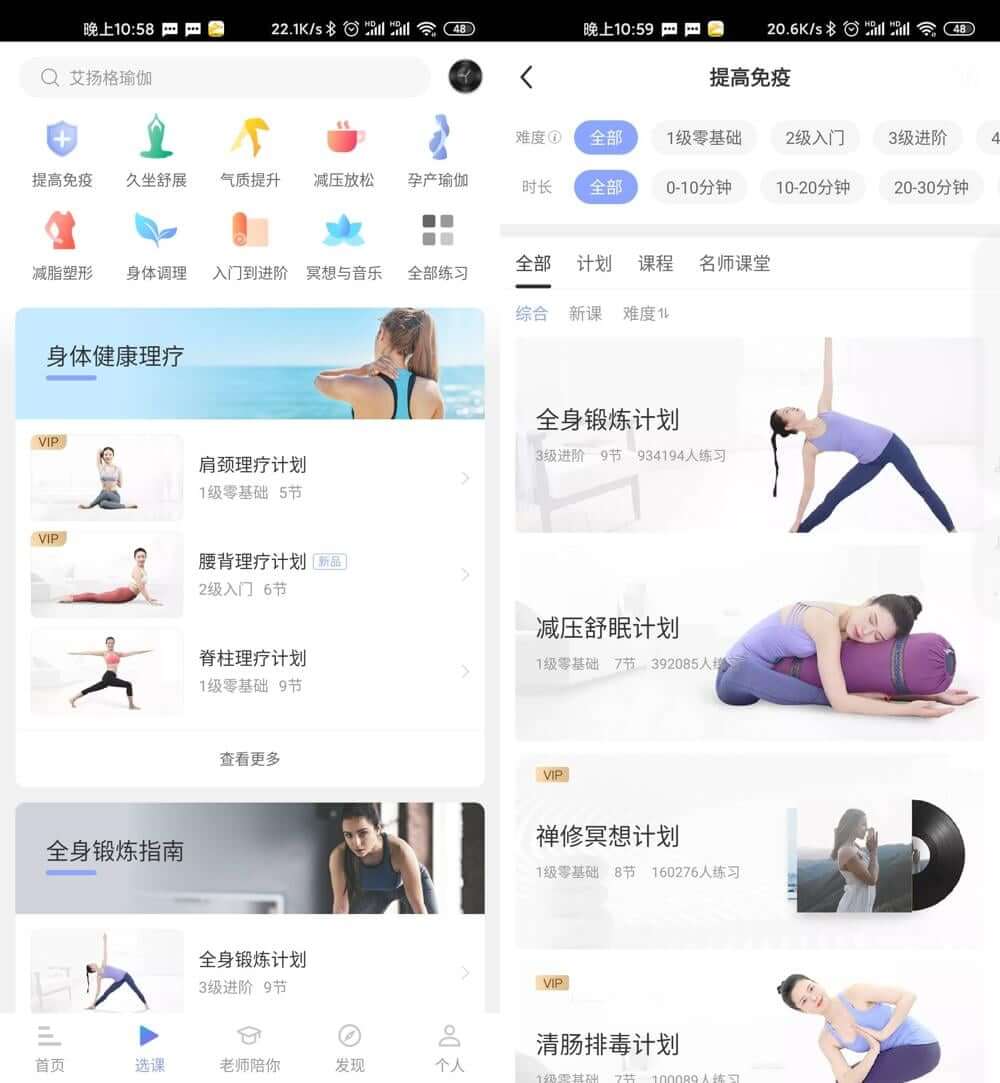 晚上10:58
22.1K/s
HD
HD
48
艾扬格瑜伽
提高免疫
久坐舒展
气质提升
减压放松
孕产瑜伽
减脂塑形
身体调理
入门到进阶
冥想与音乐
全部练习
身体健康理疗
VIP
肩颈理疗计划
1级零基础 5节
VIP
腰背理疗计划 新品
2级入门 6节
脊柱理疗计划
1级零基础 9节
查看更多
全身锻炼指南
全身锻炼计划
3级进阶 9节
首页
选课
老师陪你
发现
个人
晚上10:59
20.6K/s
HD
HD
48
提高免疫
难度 全部 1级零基础 2级入门 3级进阶 4
时长 全部 0-10分钟 10-20分钟 20-30分钟
全部 计划 课程 名师课堂
综合 新课 难度
全身锻炼计划
3级进阶 9节 934194人练习
减压舒眠计划
1级零基础 7节 392085人练
VIP
禅修冥想计划
1级零基础 8节 160276人练习
VIP
清肠排毒计划
1级零基础 7节 100089人练习